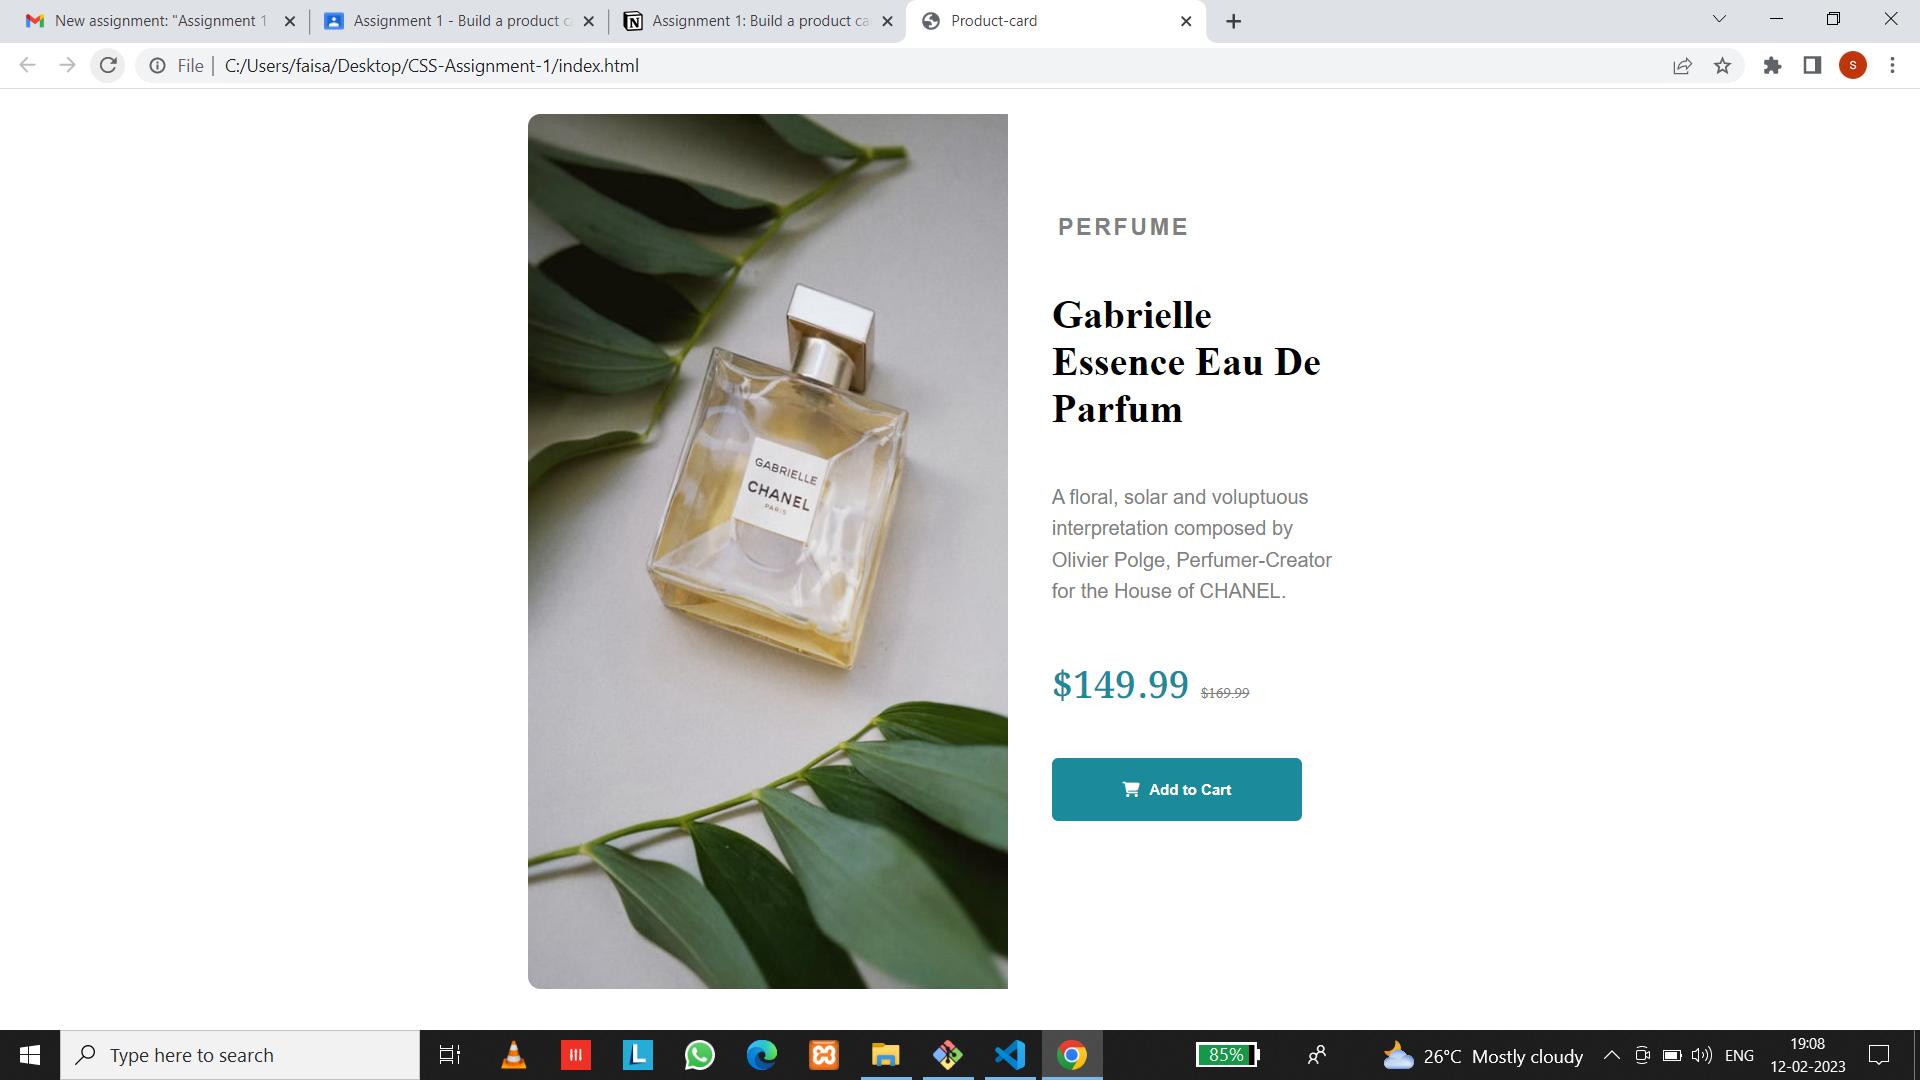 New assignment: "Assignment 1
Assignment 1 - Build a product c
Assignment 1: Build a product ca
Product-card
File
C:/Users/faisa/Desktop/CSS-Assignment-1/index.html
S
PERFUME
Gabrielle
Essence Eau De
Parfum
GABRIELLE
CHANEL
PARIS
A floral, solar and voluptuous
interpretation composed by
Olivier Polge, Perfumer-Creator
for the House of CHANEL.
$149.99 $169.99
Add to Cart
Type here to search
L
85%
26°C Mostly cloudy
ENG
19:08
12-02-2023